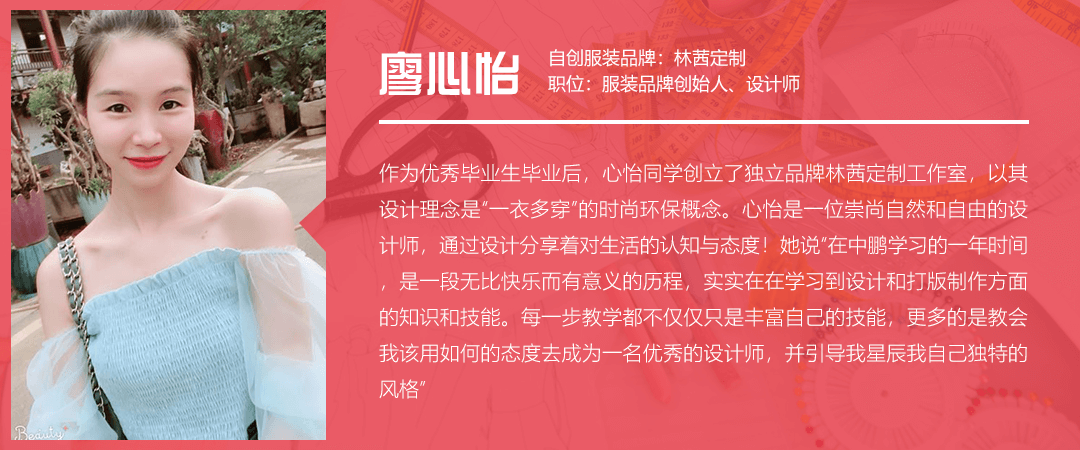 廖心怡
自创服装品牌：林茜定制
职位：服装品牌创始人、设计师
作为优秀毕业生毕业后，心怡同学创立了独立品牌林茜定制工作室，以其
设计理念是“一衣多穿”的时尚环保概念。心怡是一位崇尚自然和自由的设
计师，通过设计分享着对生活的认知与态度！她说“在中鹏学习的一年时间
，是一段无比快乐而有意义的历程，实实在在学习到设计和打版制作方面
的知识和技能。每一步教学都不仅仅只是丰富自己的技能，更多的是教会
我该用如何的态度去成为一名优秀的设计师，并引导我星辰我自己独特的
风格”
Beauty